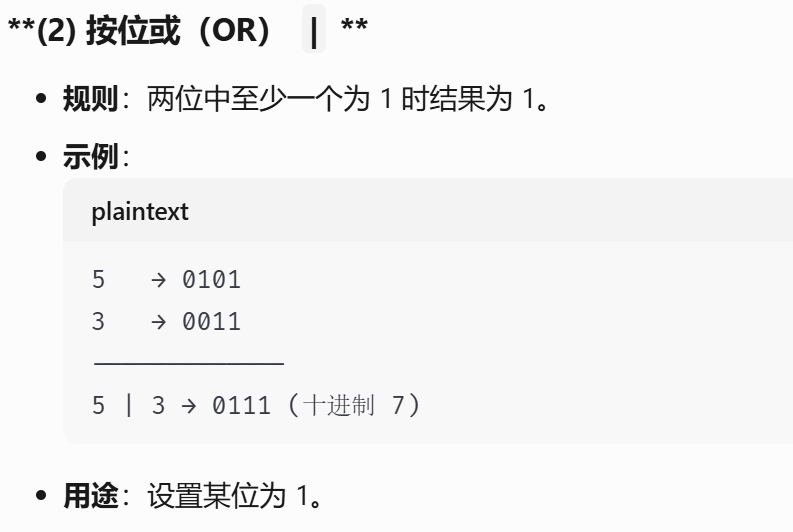 **(2) 按位或（OR） | **
• 规则：两位中至少一个为 1 时结果为 1。
• 示例：
plaintext
5   → 0101
3   → 0011
─────────────
5 | 3 → 0111 (十进制 7)
• 用途：设置某位为 1。